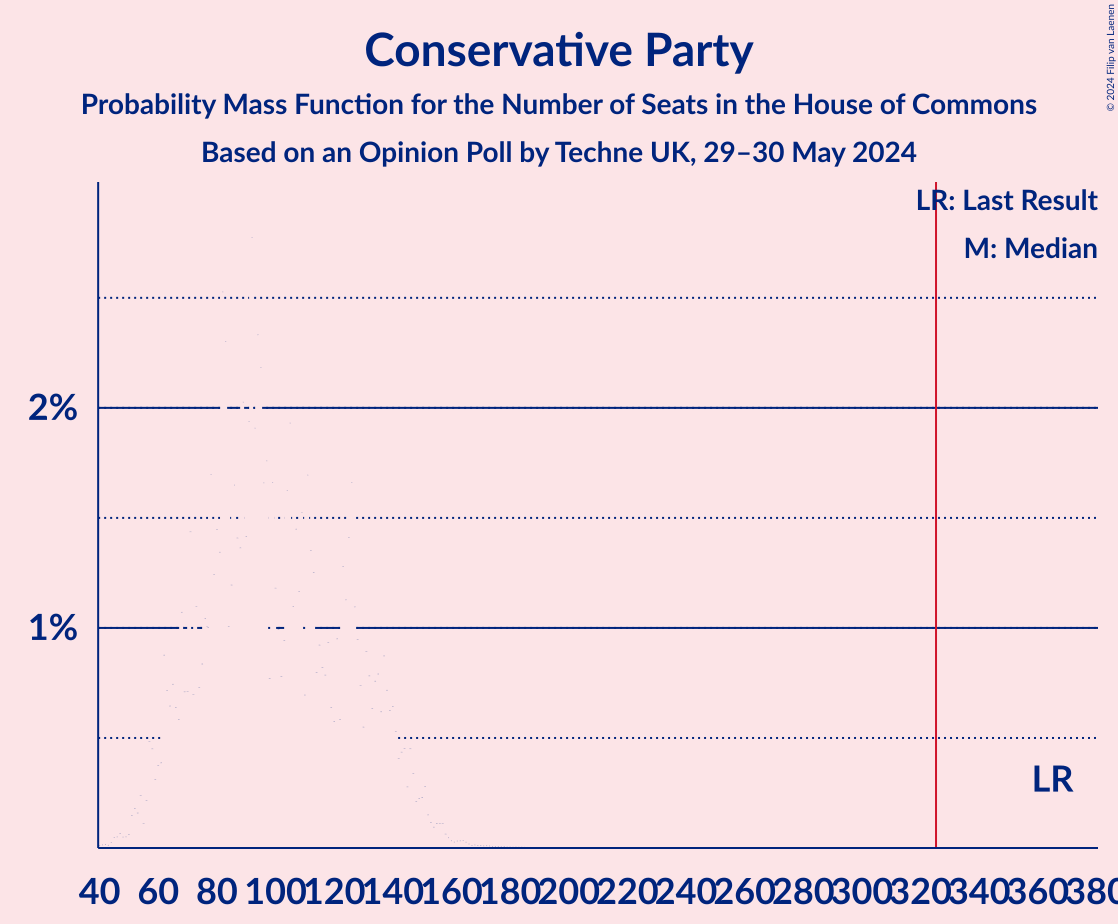 Conservative Party
Probability Mass Function for the Number of Seats in the House of Commons
Based on an Opinion Poll by Techne UK, 29–30 May 2024
© 2024 Filip van Laenen
LR: Last Result
M: Median
2%
1%
LR
40 60 80 100 120 140 160 180 200 220 240 260 280 300 320 340 360 380